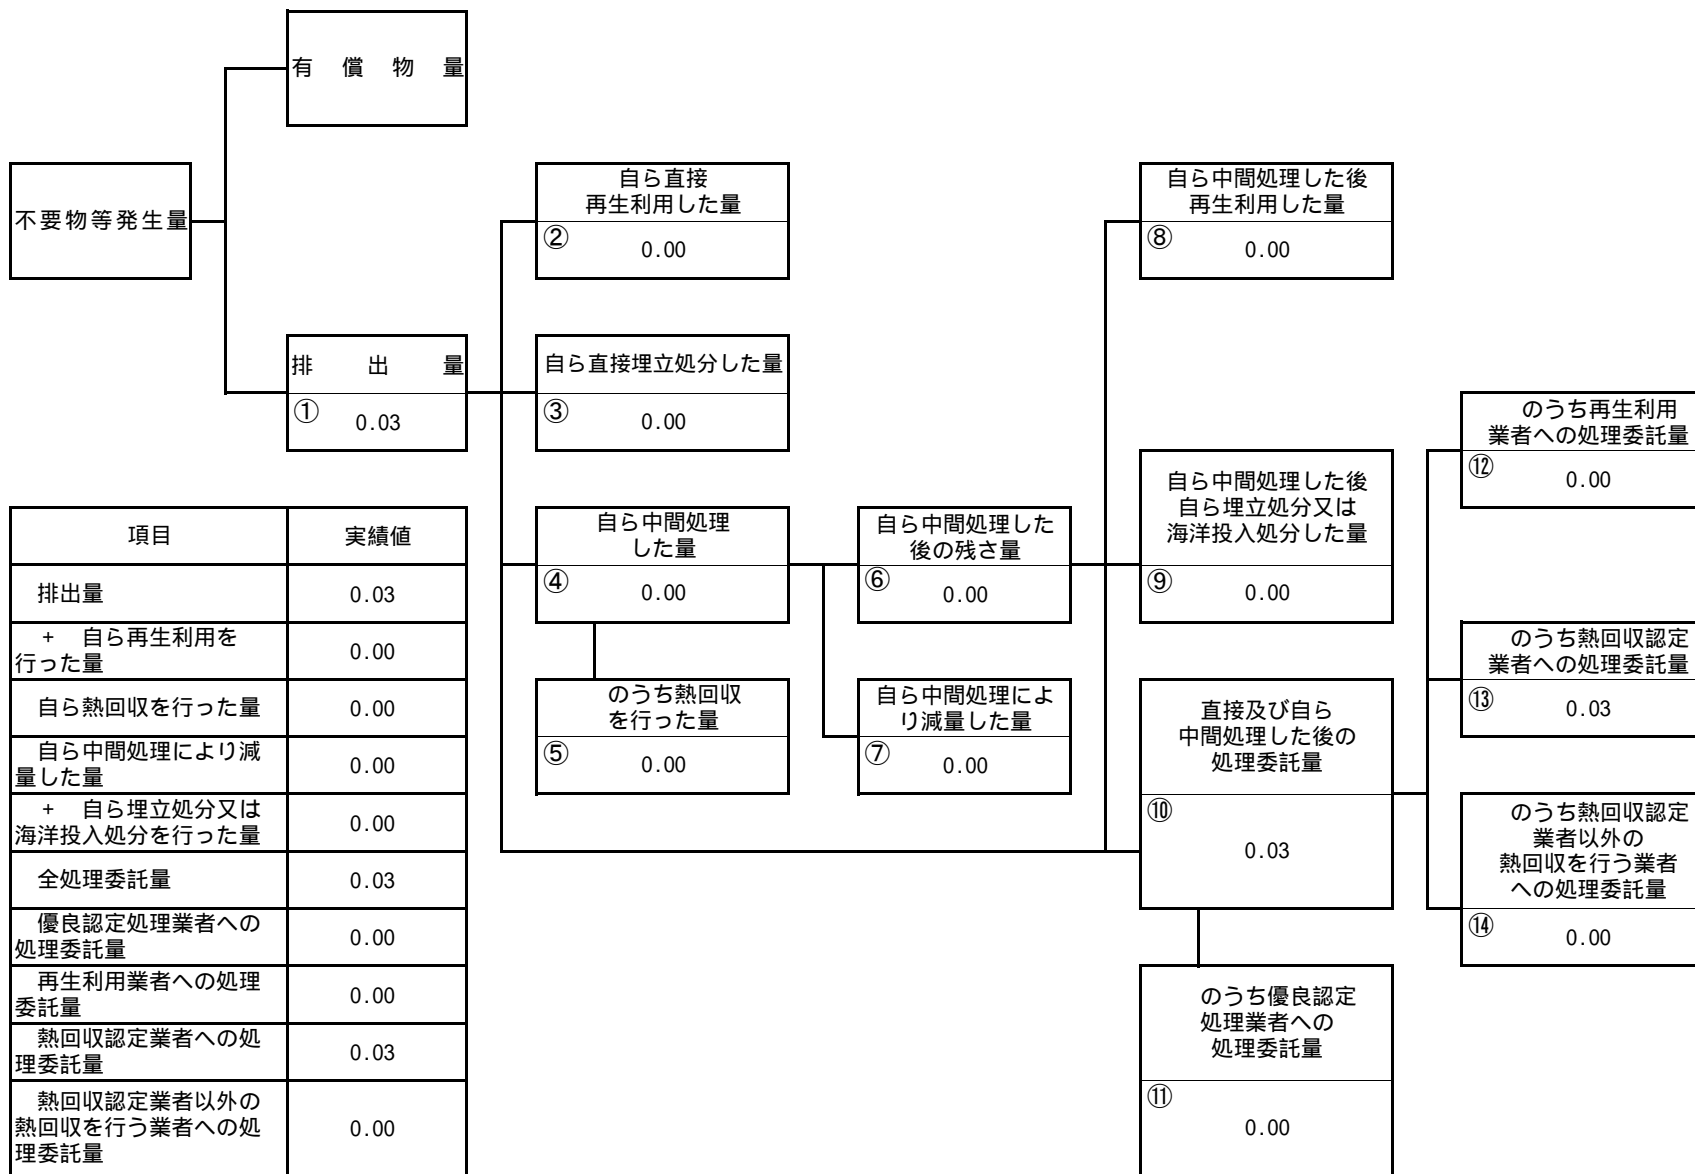 有償物量
不要物等発生量
排出量
① 0.03
自ら直接
再生利用した量
② 0.00
自ら直接埋立処分した量
③ 0.00
自ら中間処理
した量
④ 0.00
のうち熱回収
を行った量
⑤ 0.00
自ら中間処理した
後の残さ量
⑥ 0.00
自ら中間処理によ
り減量した量
⑦ 0.00
自ら中間処理した後
再生利用した量
⑧ 0.00
自ら中間処理した後
自ら埋立処分又は
海洋投入処分した量
⑨ 0.00
直接及び自ら
中間処理した後の
処理委託量
⑩
0.03
のうち優良認定
処理業者への
処理委託量
⑪
0.00
のうち再生利用
業者への処理委託量
⑫ 0.00
のうち熱回収認定
業者への処理委託量
⑬ 0.03
のうち熱回収認定
業者以外の
熱回収を行う業者
への処理委託量
⑭ 0.00
項目 実績値
排出量 0.03
+ 自ら再生利用を
行った量 0.00
自ら熱回収を行った量 0.00
自ら中間処理により減
量した量 0.00
+ 自ら埋立処分又は
海洋投入処分を行った量 0.00
全処理委託量 0.03
優良認定処理業者への
処理委託量 0.00
再生利用業者への処理
委託量 0.00
熱回収認定業者への処
理委託量 0.03
熱回収認定業者以外の
熱回収を行う業者への処
理委託量 0.00